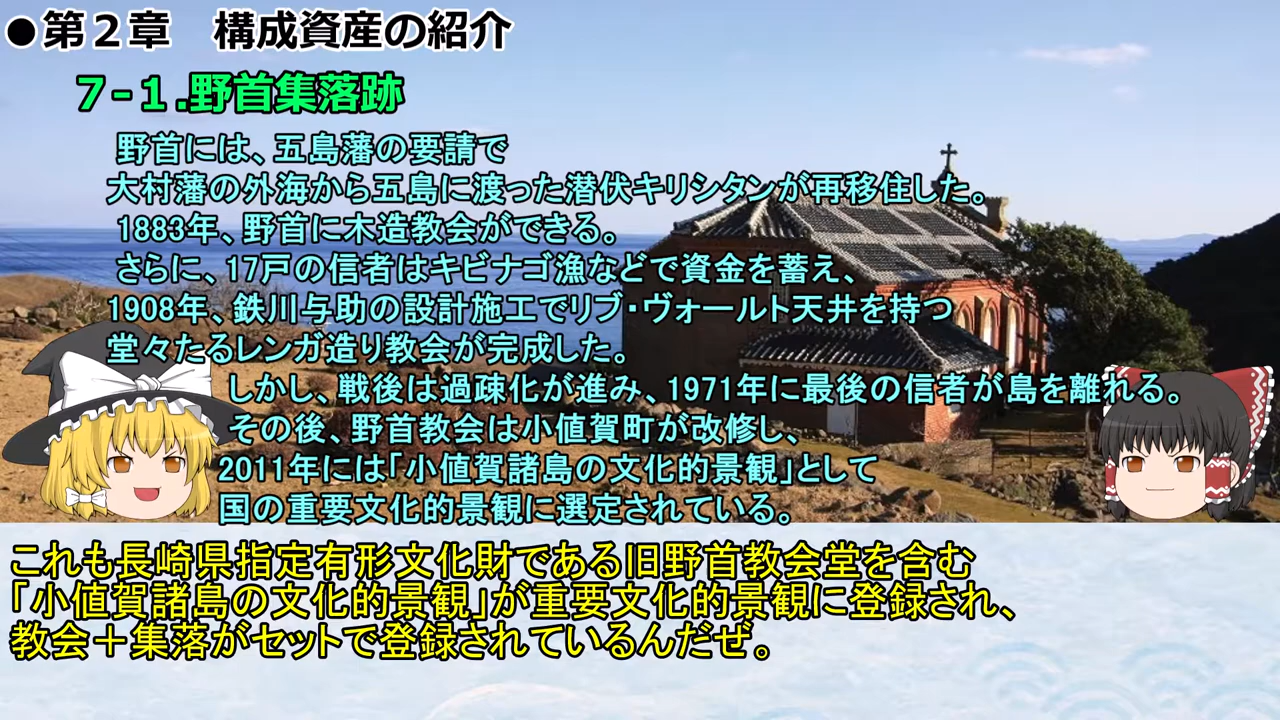 ●第２章　構成資産の紹介
７-１.野首集落跡
野首には、五島藩の要請で
大村藩の外海から五島に渡った潜伏キリシタンが再移住した。
1883年、野首に木造教会ができる。
さらに、17戸の信者はキビナゴ漁などで資金を蓄え、
1908年、鉄川与助の設計施工でリブ・ヴォールト天井を持つ
堂々たるレンガ造り教会が完成した。
しかし、戦後は過疎化が進み、1971年に最後の信者が島を離れる。
その後、野首教会は小値賀町が改修し、
2011年には「小値賀諸島の文化的景観」として
国の重要文化的景観に選定されている。
これも長崎県指定有形文化財である旧野首教会堂を含む
「小値賀諸島の文化的景観」が重要文化的景観に登録され、
教会＋集落がセットで登録されているんだぜ。